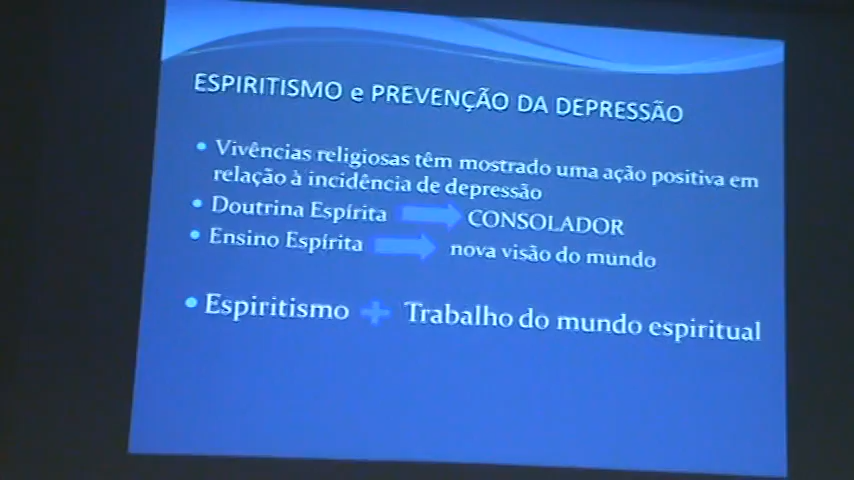 ESPIRITISMO e PREVENÇÃO DA DEPRESSÃO
• Vivências religiosas têm mostrado uma ação positiva em
relação à incidência de depressão
• Doutrina Espírita → CONSOLADOR
• Ensino Espírita → nova visão do mundo
• Espiritismo + Trabalho do mundo espiritual